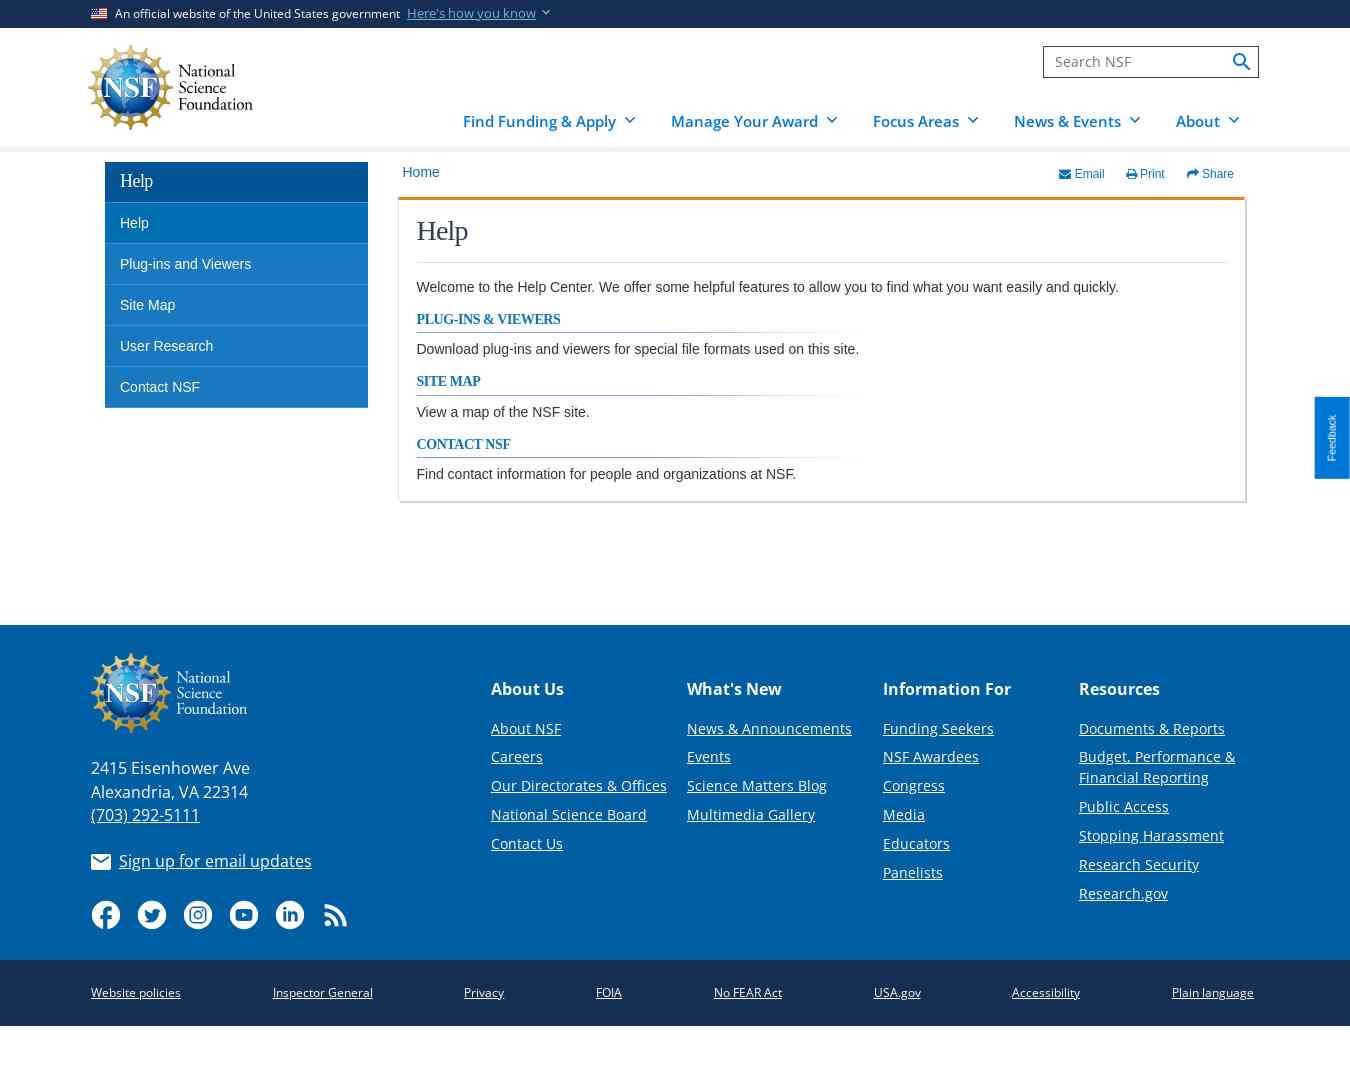 An official website of the United States government Here's how you know
NSF
National
Science
Foundation
Search NSF
Find Funding & Apply Manage Your Award Focus Areas News & Events About
Help
Help
Plug-ins and Viewers
Site Map
User Research
Contact NSF
Home
Email Print Share
Help
Welcome to the Help Center. We offer some helpful features to allow you to find what you want easily and quickly.
PLUG-INS & VIEWERS
Download plug-ins and viewers for special file formats used on this site.
SITE MAP
View a map of the NSF site.
CONTACT NSF
Find contact information for people and organizations at NSF.
Feedback
NSF
National
Science
Foundation
2415 Eisenhower Ave
Alexandria, VA 22314
(703) 292-5111
Sign up for email updates
About Us
About NSF
Careers
Our Directorates & Offices
National Science Board
Contact Us
What's New
News & Announcements
Events
Science Matters Blog
Multimedia Gallery
Information For
Funding Seekers
NSF Awardees
Congress
Media
Educators
Panelists
Resources
Documents & Reports
Budget, Performance &
Financial Reporting
Public Access
Stopping Harassment
Research Security
Research.gov
Website policies Inspector General Privacy FOIA No FEAR Act USA.gov Accessibility Plain language